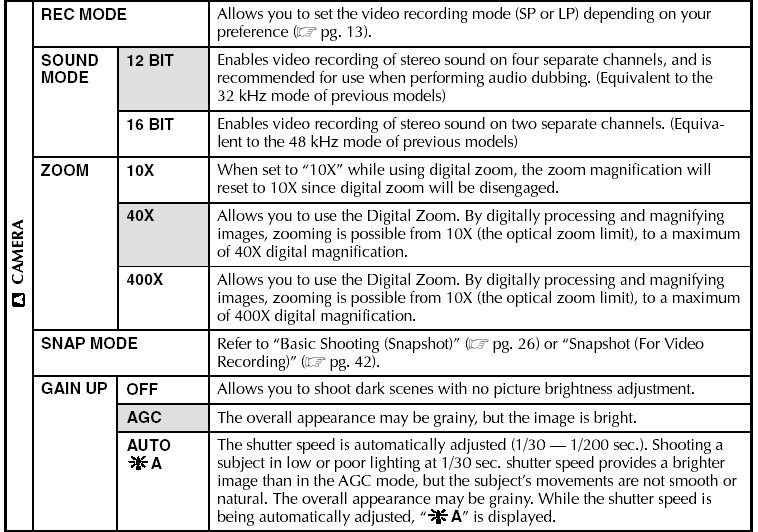 CAMERA
REC MODE
Allows you to set the video recording mode (SP or LP) depending on your
preference (☞ pg. 13).
SOUND
MODE
12 BIT
Enables video recording of stereo sound on four separate channels, and is
recommended for use when performing audio dubbing. (Equivalent to the
32 kHz mode of previous models)
16 BIT
Enables video recording of stereo sound on two separate channels. (Equiva-
lent to the 48 kHz mode of previous models)
ZOOM
10X
When set to “10X” while using digital zoom, the zoom magnification will
reset to 10X since digital zoom will be disengaged.
40X
Allows you to use the Digital Zoom. By digitally processing and magnifying
images, zooming is possible from 10X (the optical zoom limit), to a maximum
of 40X digital magnification.
400X
Allows you to use the Digital Zoom. By digitally processing and magnifying
images, zooming is possible from 10X (the optical zoom limit), to a maximum
of 400X digital magnification.
SNAP MODE
Refer to “Basic Shooting (Snapshot)” (☞ pg. 26) or “Snapshot (For Video
Recording)” (☞ pg. 42).
GAIN UP
OFF
Allows you to shoot dark scenes with no picture brightness adjustment.
AGC
The overall appearance may be grainy, but the image is bright.
AUTO
A
The shutter speed is automatically adjusted (1/30 — 1/200 sec.). Shooting a
subject in low or poor lighting at 1/30 sec. shutter speed provides a brighter
image than in the AGC mode, but the subject’s movements are not smooth or
natural. The overall appearance may be grainy. While the shutter speed is
being automatically adjusted, “ A” is displayed.